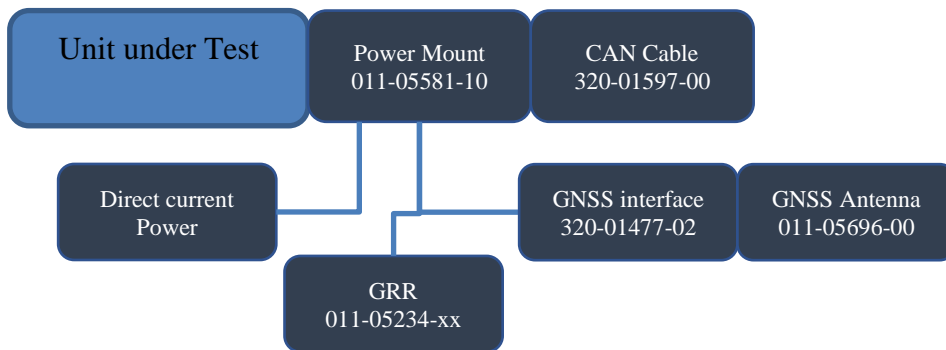 Unit under Test
Power Mount
011-05581-10
CAN Cable
320-01597-00
Direct current
Power
GNSS interface
320-01477-02
GNSS Antenna
011-05696-00
GRR
011-05234-xx